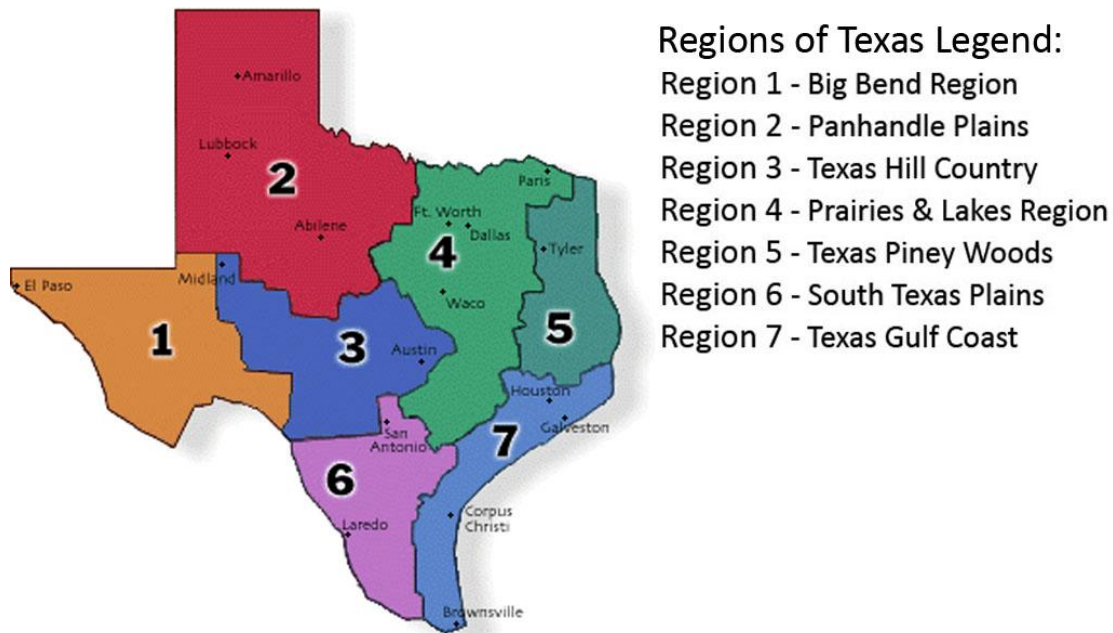 Regions of Texas Legend:
Region 1 - Big Bend Region
Region 2 - Panhandle Plains
Region 3 - Texas Hill Country
Region 4 - Prairies & Lakes Region
Region 5 - Texas Piney Woods
Region 6 - South Texas Plains
Region 7 - Texas Gulf Coast
Amarillo
Lubbock
2
Abilene
Paris
Ft. Worth
Dallas
4
Tyler
Waco
El Paso
Midland
1
3
Austin
5
Houston
Galveston
7
San
Antonio
6
Laredo
Corpus
Christi
Brownsville